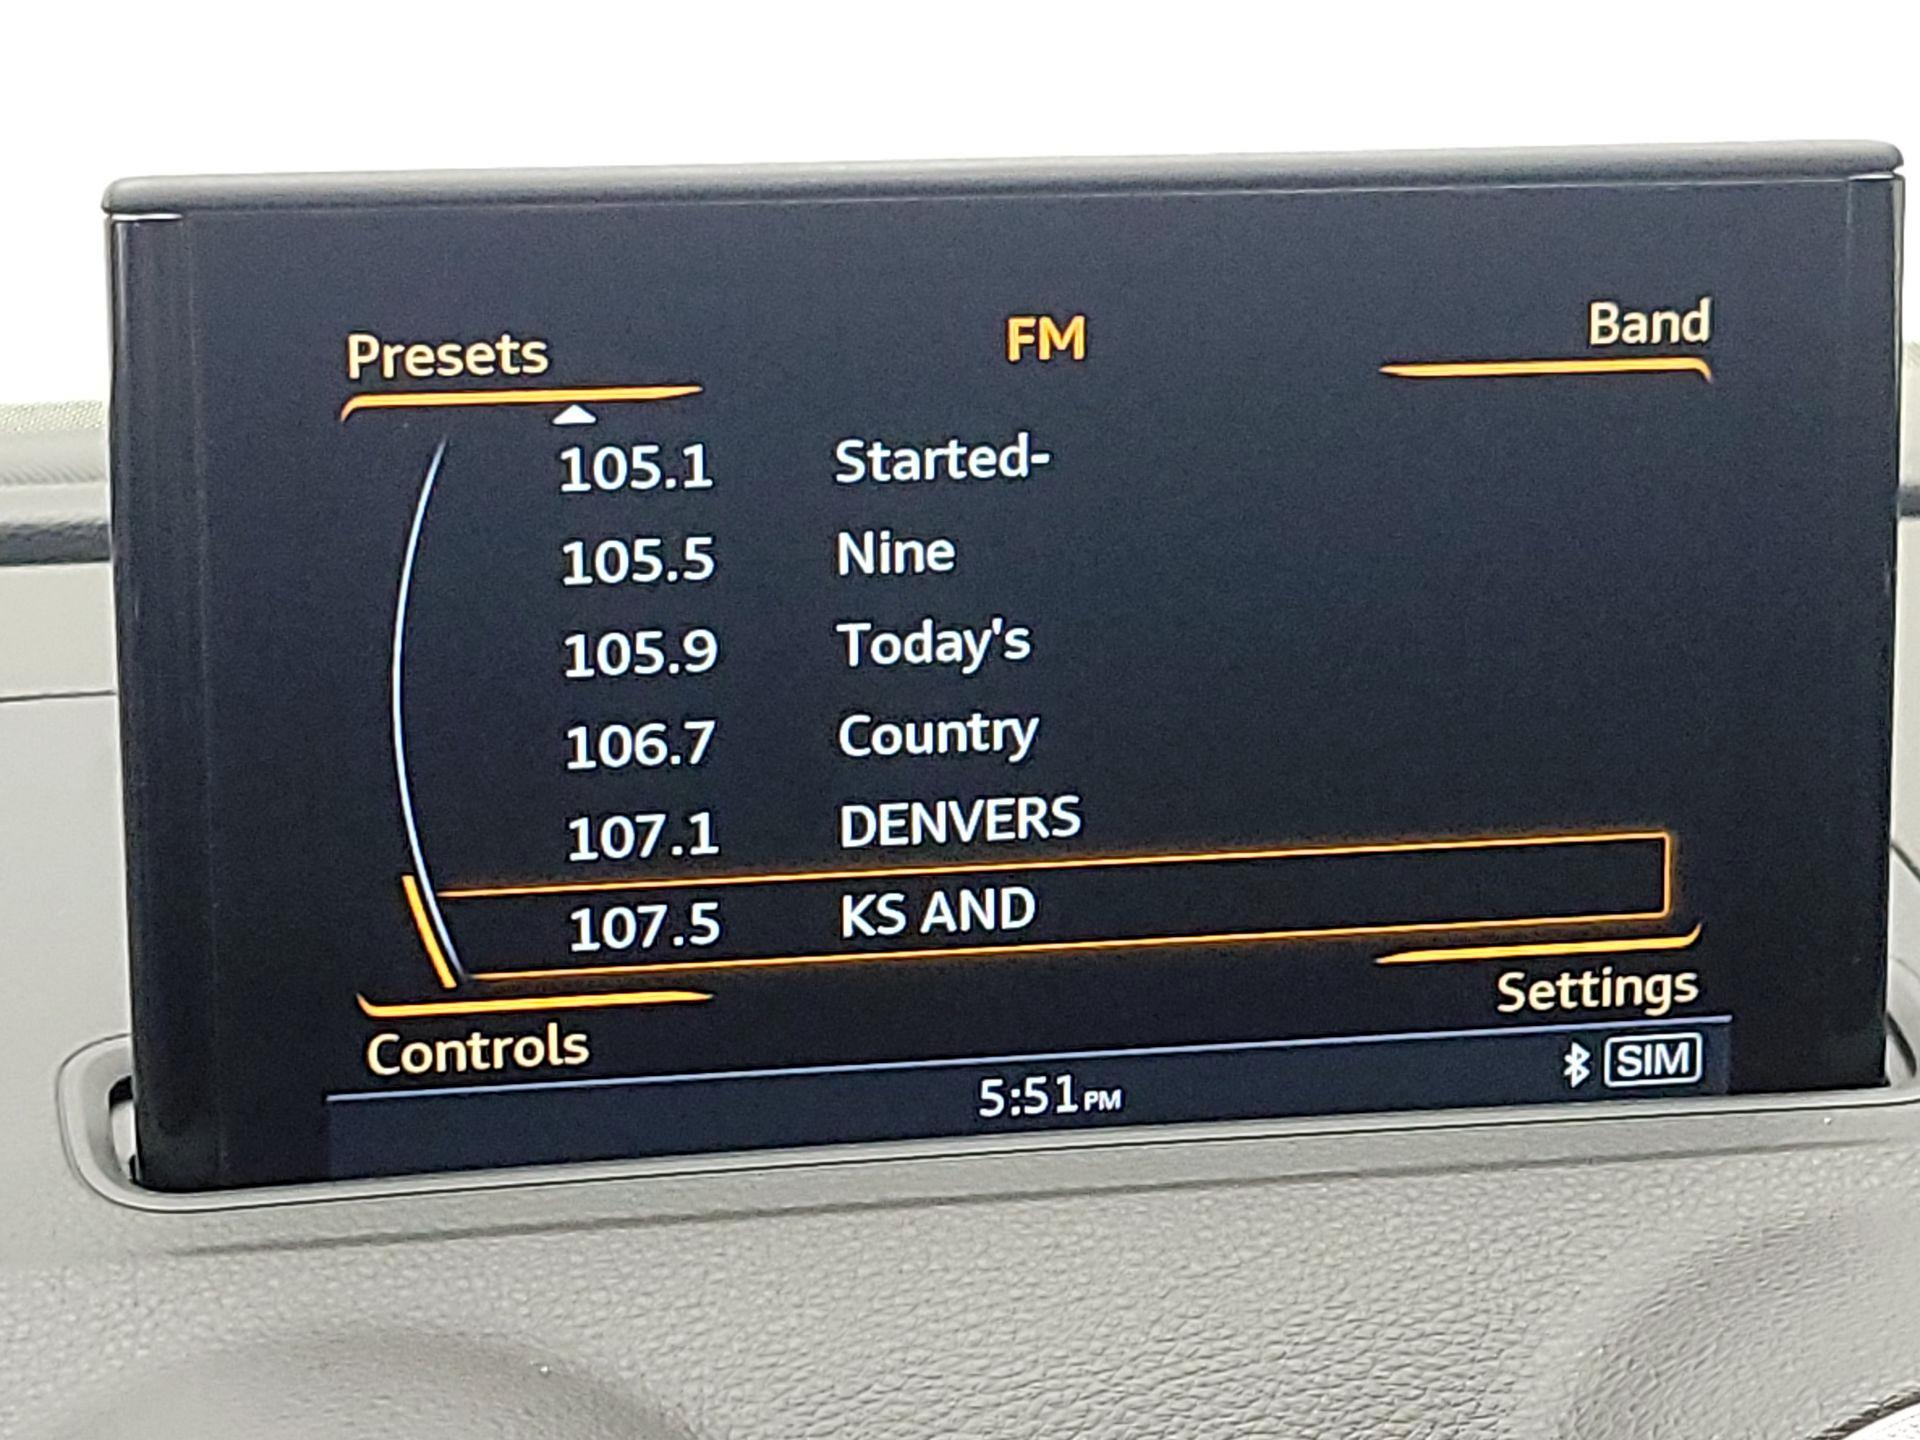 Presets FM Band
105.1 Started-
105.5 Nine
105.9 Today's
106.7 Country
107.1 DENVERS
107.5 KS AND
Controls Settings
5:51 PM SIM